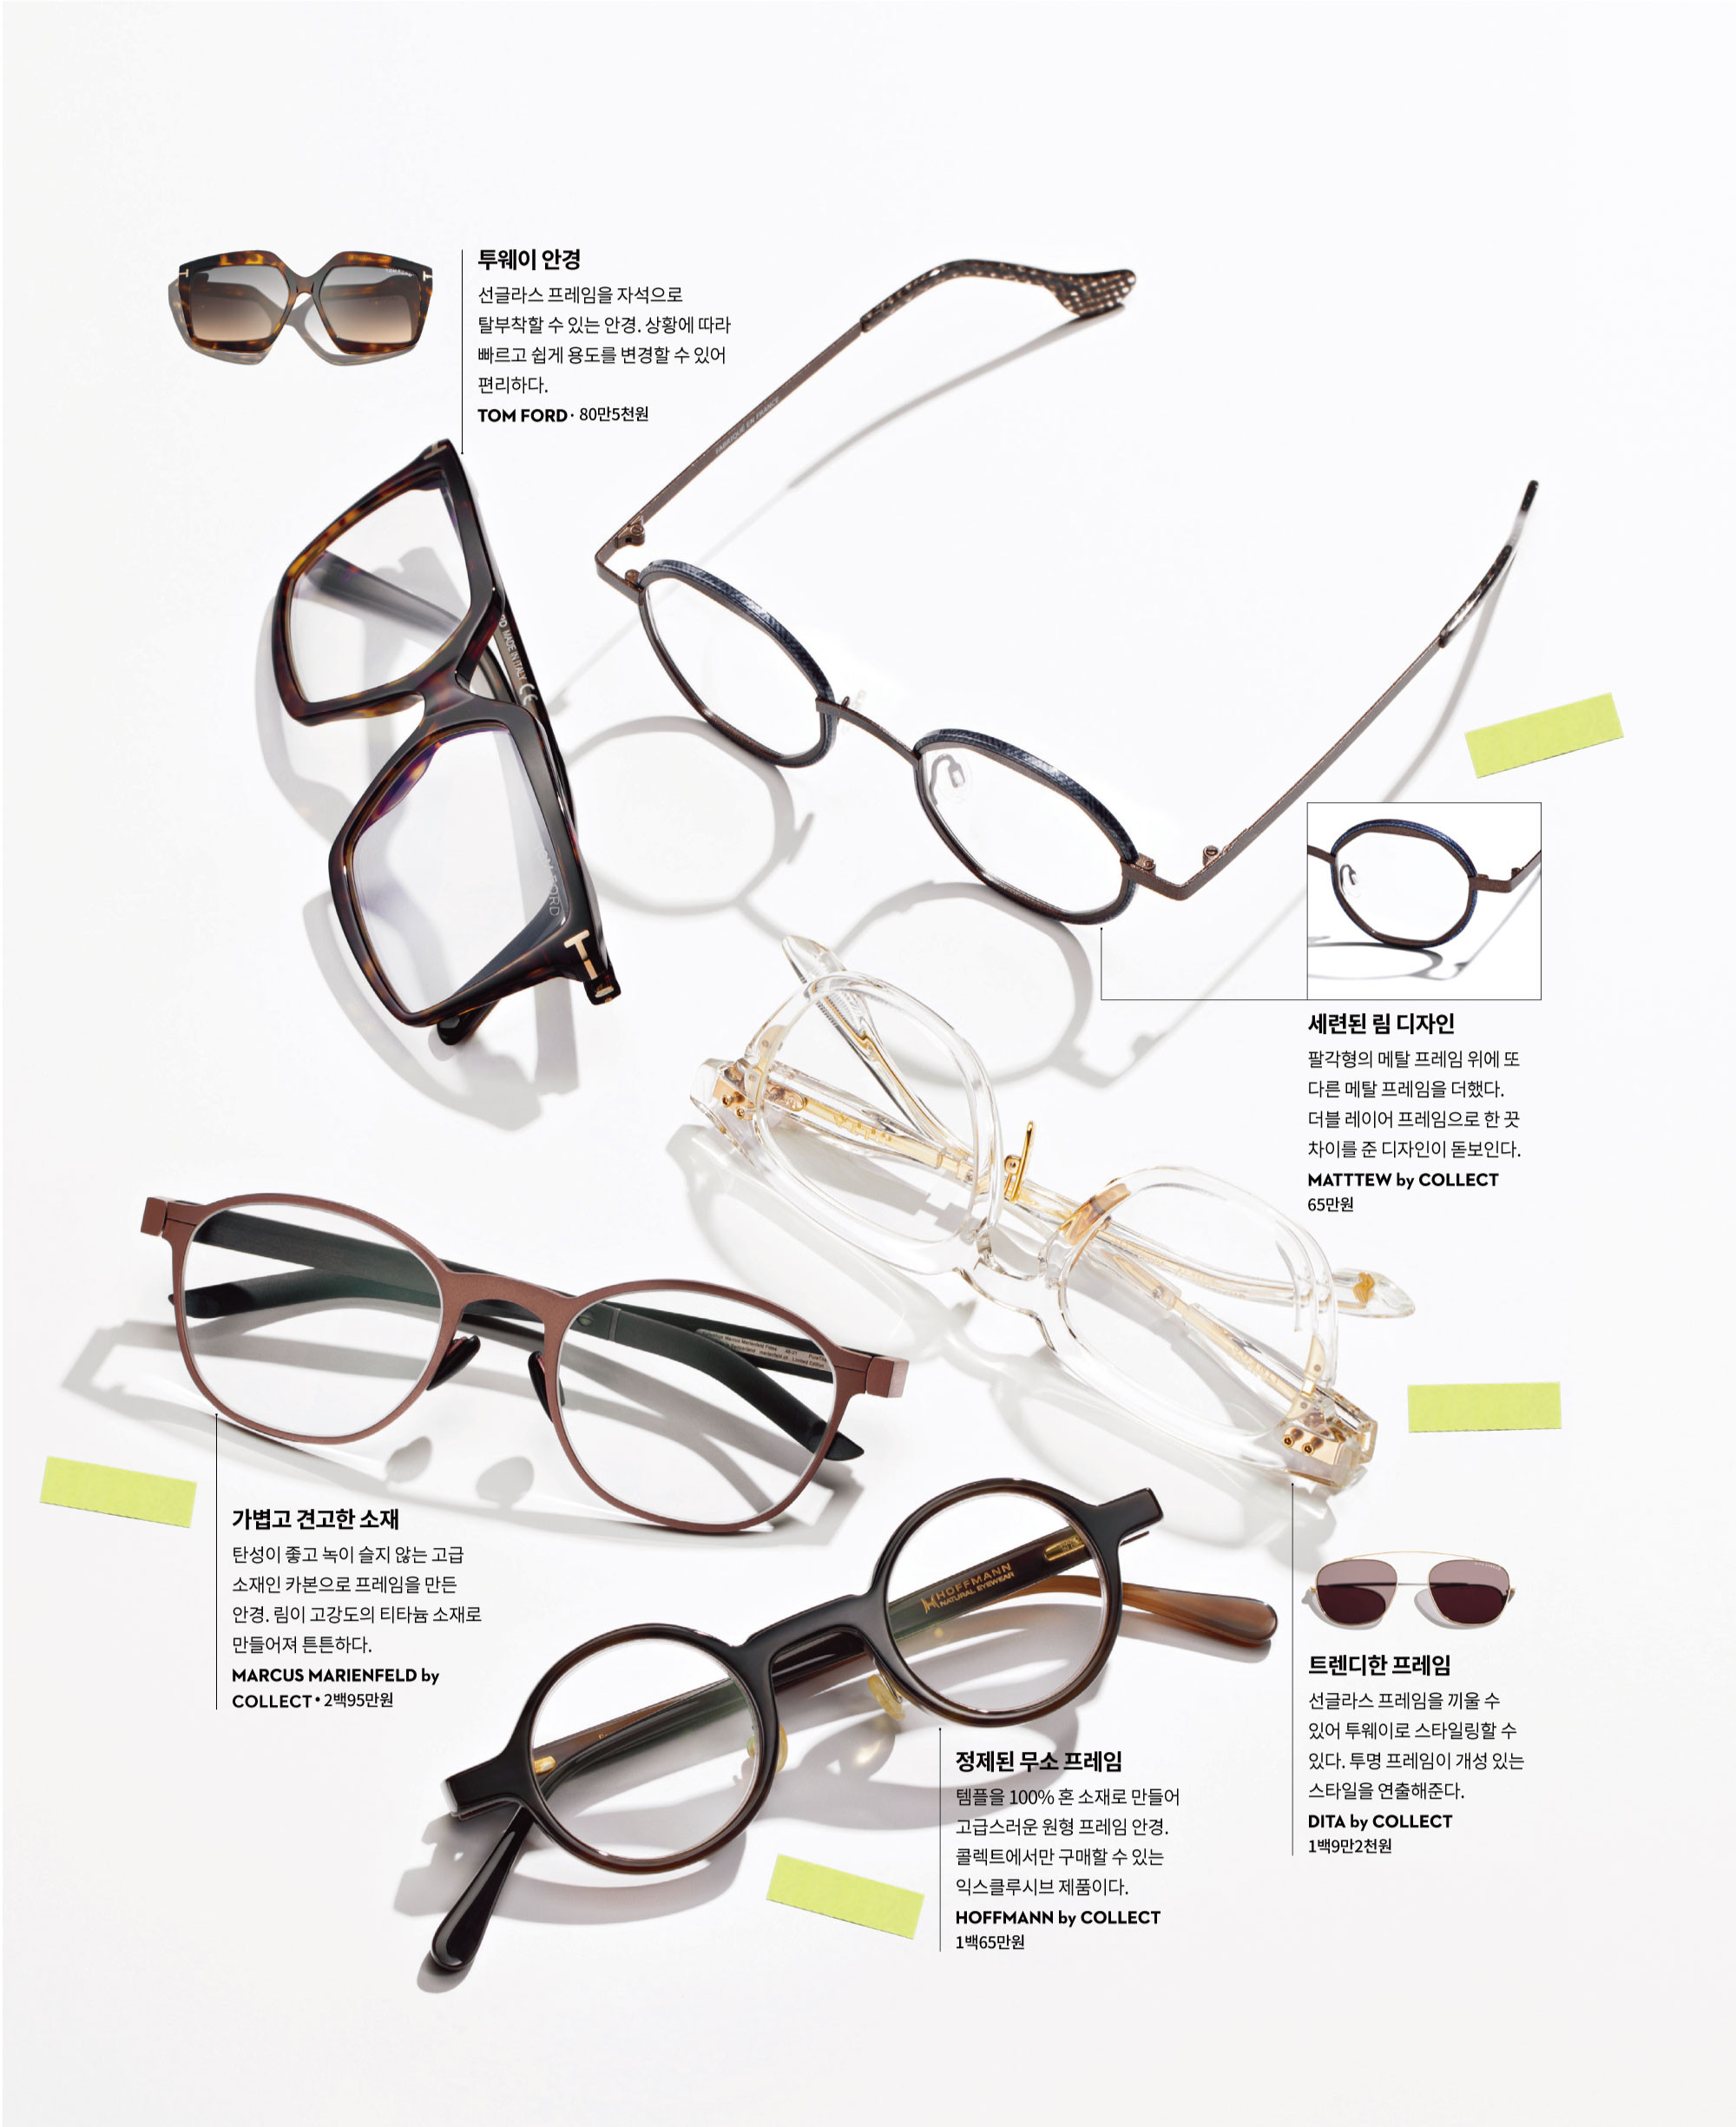 투웨이 안경
선글라스 프레임을 자석으로
탈부착할 수 있는 안경. 상황에 따라
빠르고 쉽게 용도를 변경할 수 있어
편리하다.
TOM FORD · 80만5천원
FABRIQUÉ EN FRANCE
MADE IN ITALY CE
TOM FORD
세련된 림 디자인
팔각형의 메탈 프레임 위에 또
다른 메탈 프레임을 더했다.
더블 레이어 프레임으로 한 끗
차이를 준 디자인이 돋보인다.
MATTTEW by COLLECT
65만원
가볍고 견고한 소재
탄성이 좋고 녹이 슬지 않는 고급
소재인 카본으로 프레임을 만든
안경. 림이 고강도의 티타늄 소재로
만들어져 튼튼하다.
MARCUS MARIENFELD by
COLLECT • 2백95만원
HOFFMANN
NATURAL EYEWEAR
트렌디한 프레임
선글라스 프레임을 끼울 수
있어 투웨이로 스타일링할 수
있다. 투명 프레임이 개성 있는
스타일을 연출해준다.
DITA by COLLECT
1백9만2천원
정제된 무소 프레임
템플을 100% 혼 소재로 만들어
고급스러운 원형 프레임 안경.
콜렉트에서만 구매할 수 있는
익스클루시브 제품이다.
HOFFMANN by COLLECT
1백65만원